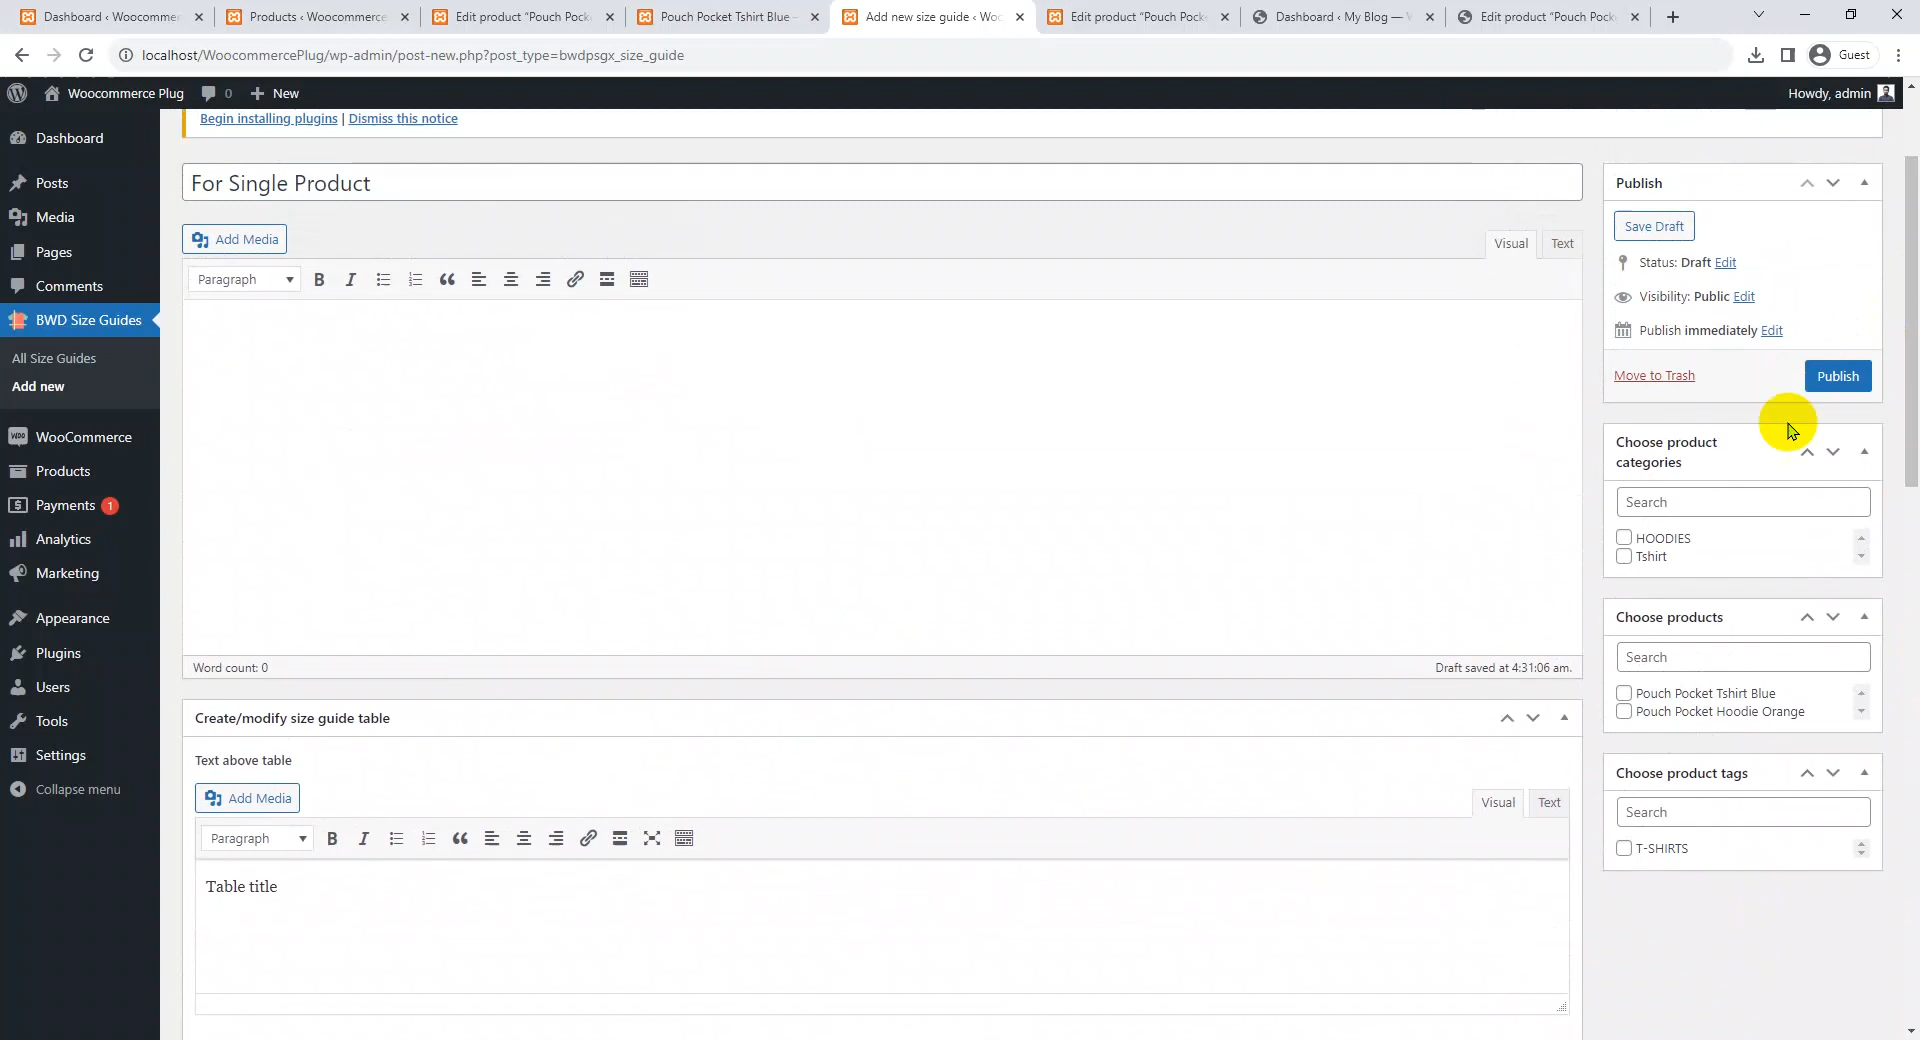 Dashboard ‹ Woocommer
Products ‹ Woocommerce
Edit product “Pouch Pock
Pouch Pocket Tshirt Blue –
Add new size guide ‹ Woo
Edit product “Pouch Pock
Dashboard ‹ My Blog — W
Edit product “Pouch Pock
localhost/WoocommercePlug/wp-admin/post-new.php?post_type=bwdpsgx_size_guide
Guest
Woocommerce Plug
0
New
Howdy, admin
Begin installing plugins | Dismiss this notice
Dashboard
Posts
Media
Pages
Comments
BWD Size Guides
All Size Guides
Add new
WooCommerce
Products
Payments 1
Analytics
Marketing
Appearance
Plugins
Users
Tools
Settings
Collapse menu
For Single Product
Add Media
Visual
Text
Paragraph
Word count: 0
Draft saved at 4:31:06 am.
Create/modify size guide table
Text above table
Add Media
Visual
Text
Paragraph
Table title
Publish
Save Draft
Status: Draft Edit
Visibility: Public Edit
Publish immediately Edit
Move to Trash
Publish
Choose product
categories
Search
HOODIES
Tshirt
Choose products
Search
Pouch Pocket Tshirt Blue
Pouch Pocket Hoodie Orange
Choose product tags
Search
T-SHIRTS